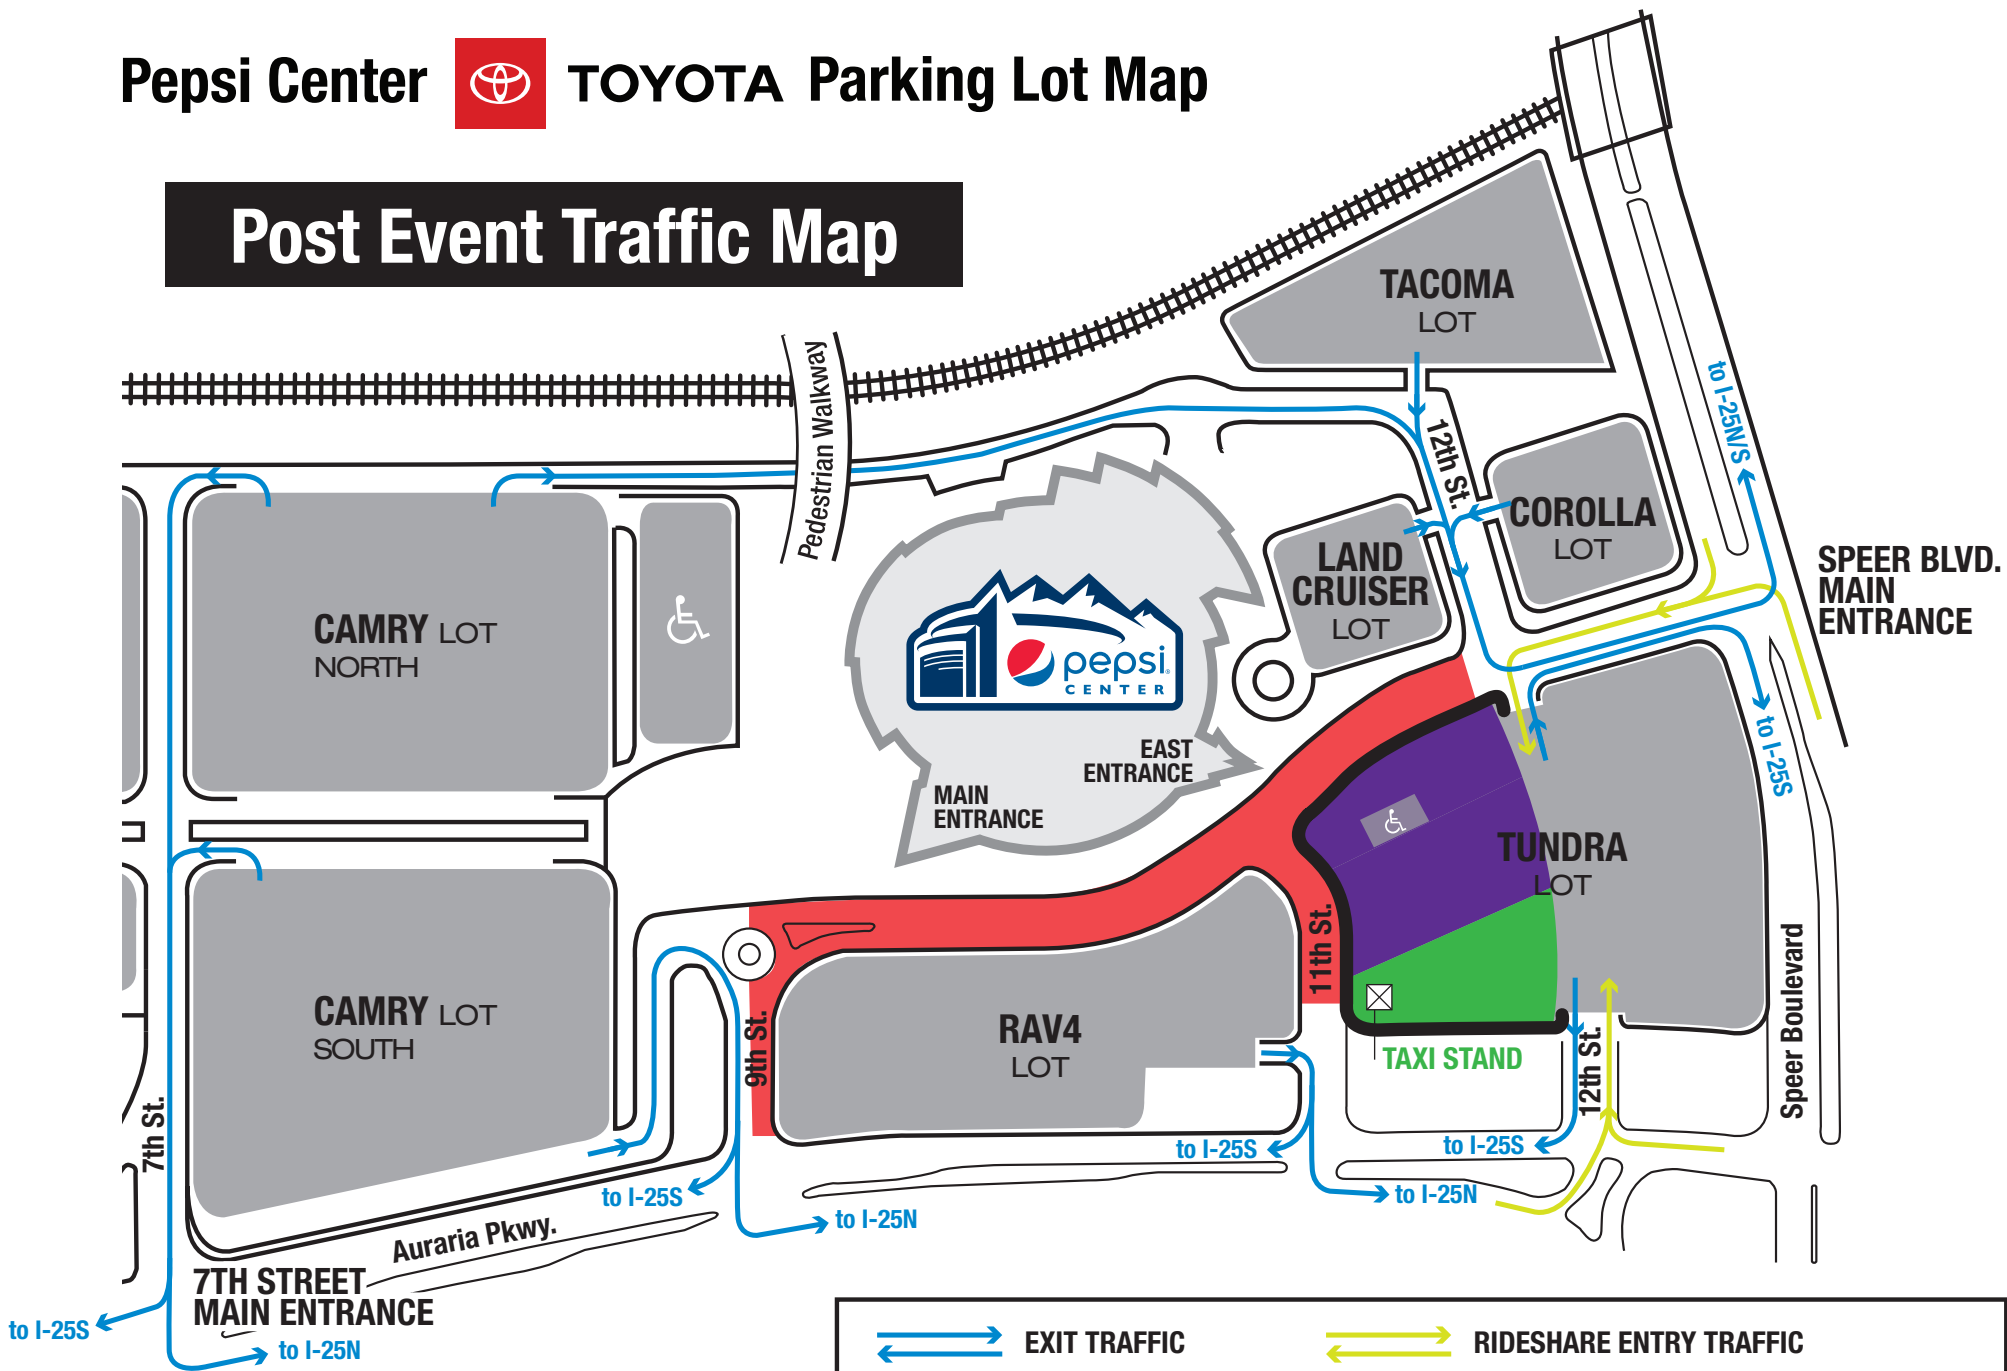 Pepsi Center TOYOTA Parking Lot Map
Post Event Traffic Map
TACOMA
LOT
Pedestrian Walkway
12th St.
to I-25N/S
COROLLA
LOT
LAND
CRUISER
LOT
SPEER BLVD.
MAIN
ENTRANCE
CAMRY LOT
NORTH
pepsi
CENTER
EAST
ENTRANCE
MAIN
ENTRANCE
to I-25S
TUNDRA
LOT
11th St.
Speer Boulevard
CAMRY LOT
SOUTH
9th St.
RAV4
LOT
TAXI STAND
12th St.
7th St.
to I-25S
to I-25S
to I-25S
to I-25N
to I-25N
Auraria Pkwy.
7TH STREET
MAIN ENTRANCE
to I-25S
to I-25N
EXIT TRAFFIC
RIDESHARE ENTRY TRAFFIC